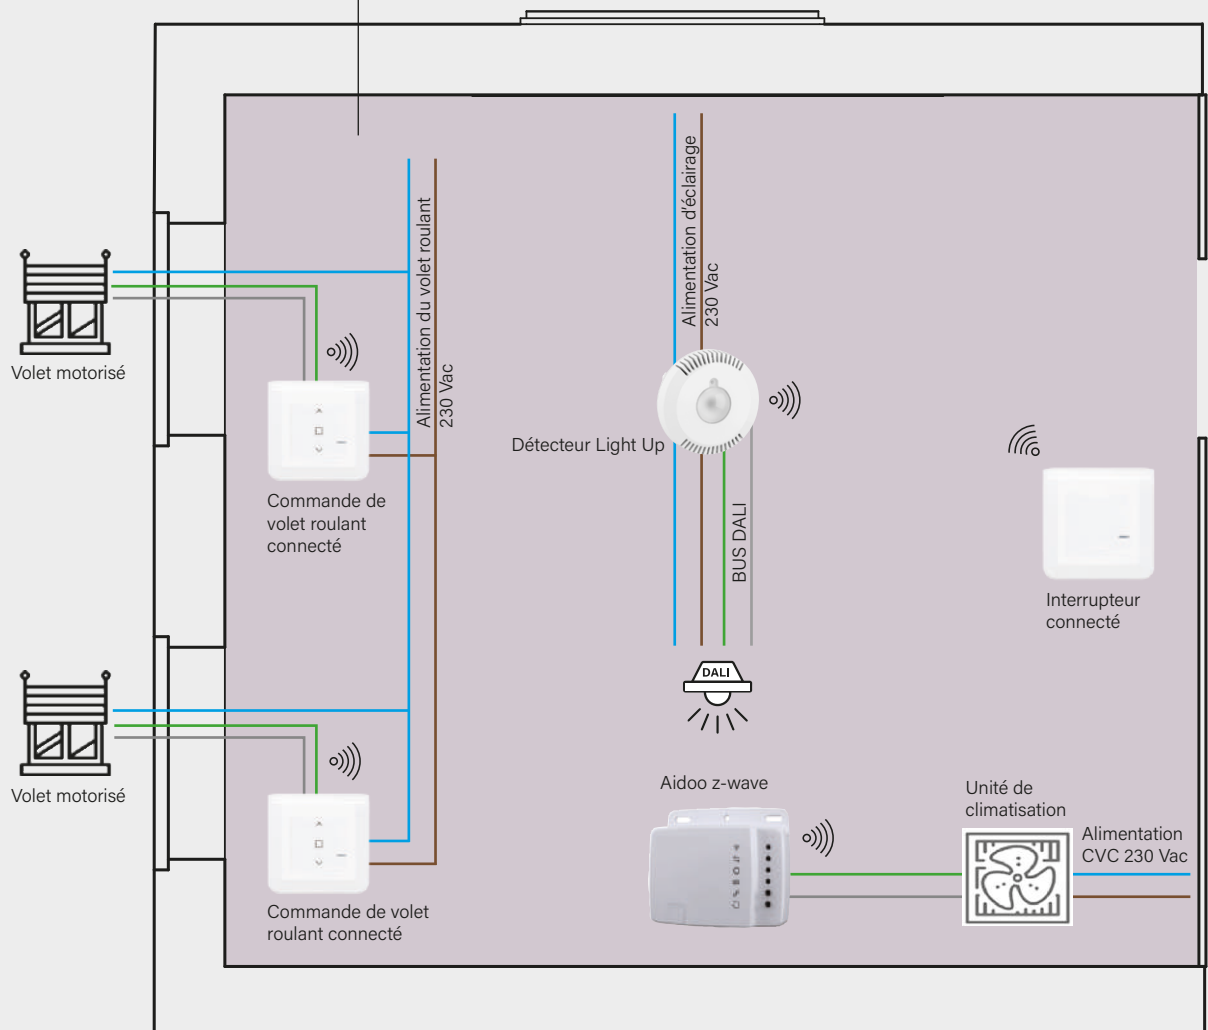 Alimentation du volet roulant
230 Vac
Alimentation d'éclairage
230 Vac
Volet motorisé
Détecteur Light Up
Commande de
volet roulant
connecté
BUS DALI
Interrupteur
connecté
DALI
Volet motorisé
Aidoo z-wave
Unité de
climatisation
Alimentation
CVC 230 Vac
Commande de volet
roulant connecté